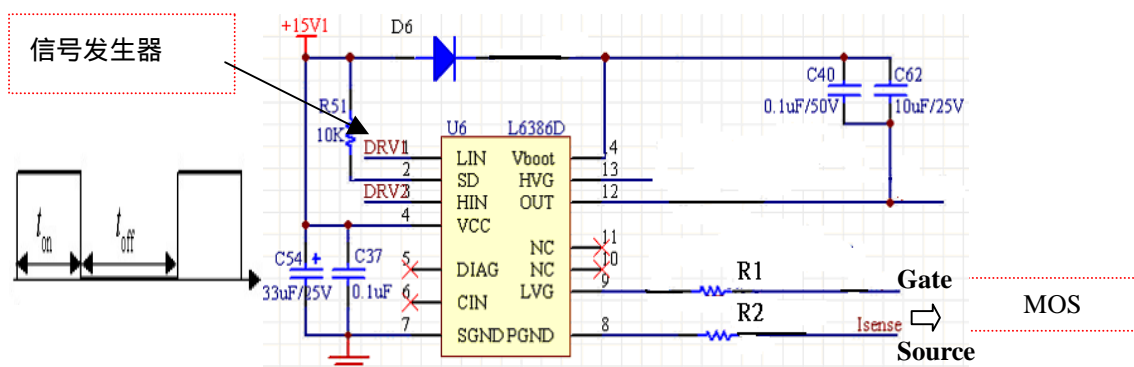 信号发生器
+15V1
D6
C40
0.1uF/50V
C62
10uF/25V
R51
10K
U6
L6386D
DRV1
1
LIN
Vboot
4
2
SD
HVG
13
DRV2
3
HIN
OUT
12
4
VCC
NC
11
5
DIAG
NC
10
6
CIN
LVG
9
7
SGND
PGND
8
C54
+
33uF/25V
C37
0.1uF
R1
Gate
R2
Isense
Source
MOS
t on
t off